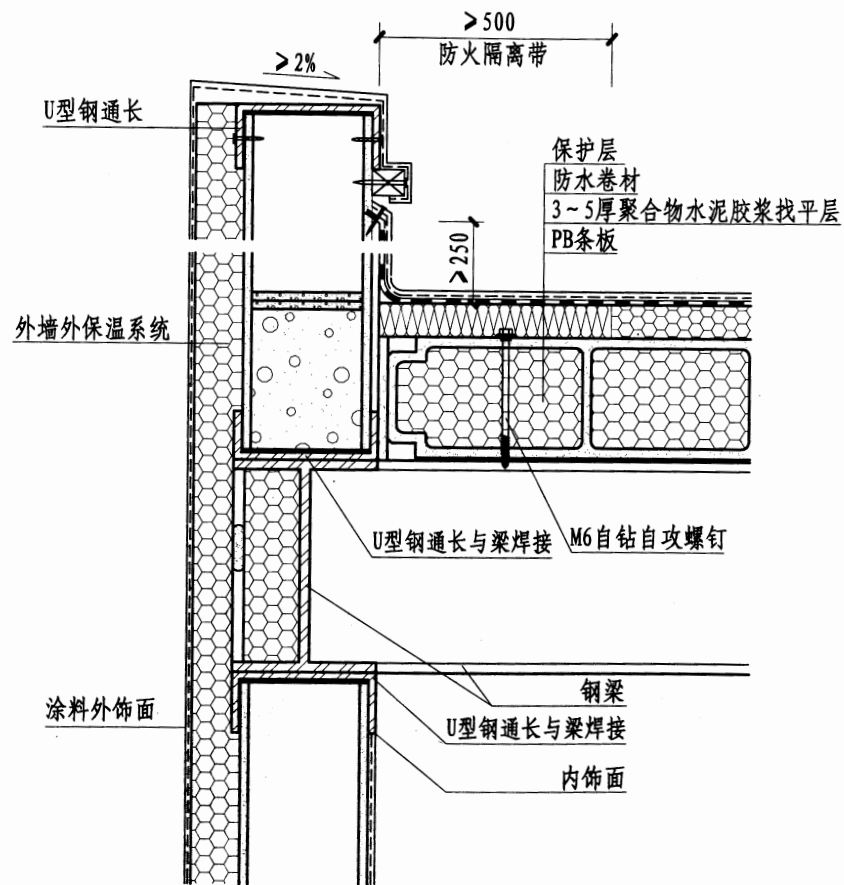 ⩾500
防火隔离带
⩾2%
U型钢通长
保护层
防水卷材
3~5厚聚合物水泥胶浆找平层
PB条板
⩾250
外墙外保温系统
U型钢通长与梁焊接
M6自钻自攻螺钉
钢梁
涂料外饰面
U型钢通长与梁焊接
内饰面